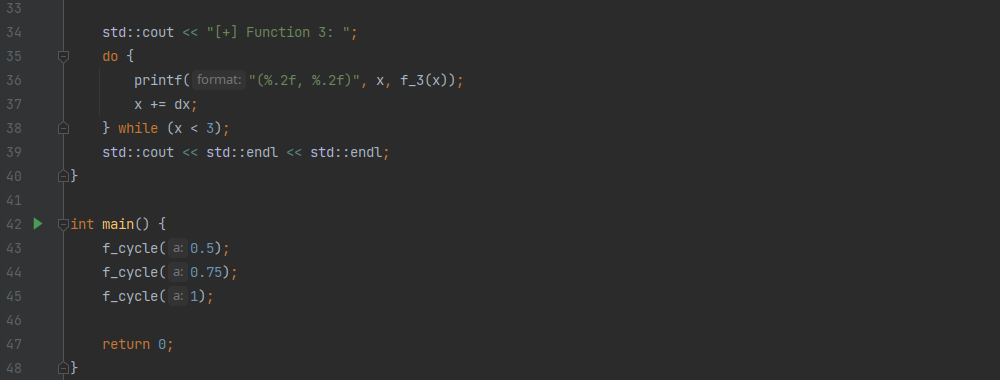 33
34 std::cout << "[+] Function 3: ";
35 do {
36 printf( format: "(%.2f, %.2f)", x, f_3(x));
37 x += dx;
38 } while (x < 3);
39 std::cout << std::endl << std::endl;
40 }
41
42 int main() {
43 f_cycle( a: 0.5);
44 f_cycle( a: 0.75);
45 f_cycle( a: 1);
46
47 return 0;
48 }